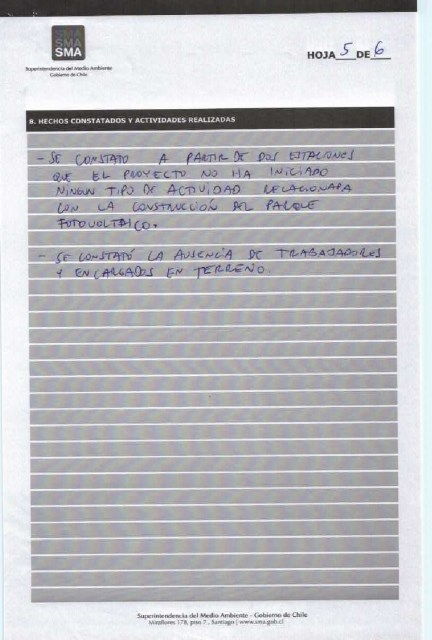 SMA
SMA
SMA
Superintendencia del Medio Ambiente
Gobierno de Chile
HOJA 5 DE 6
8. HECHOS CONSTATADOS Y ACTIVIDADES REALIZADAS
- SE CONSTATO A PARTIR DE DOS ESTACIONES
QUE EL PROYECTO NO HA INICIADO
NINGUN TIPO DE ACTIVIDAD RELACIONADA
CON LA CONSTRUCCIÓN DEL PARQUE
FOTOVOLTAICO.
- SE CONSTATÓ LA AUSENCIA DE TRABAJADORES
Y ENCARGADOS EN TERRENO
Superintendencia del Medio Ambiente - Gobierno de Chile
Miraflores 178, piso 7, Santiago | www.sma.gob.cl